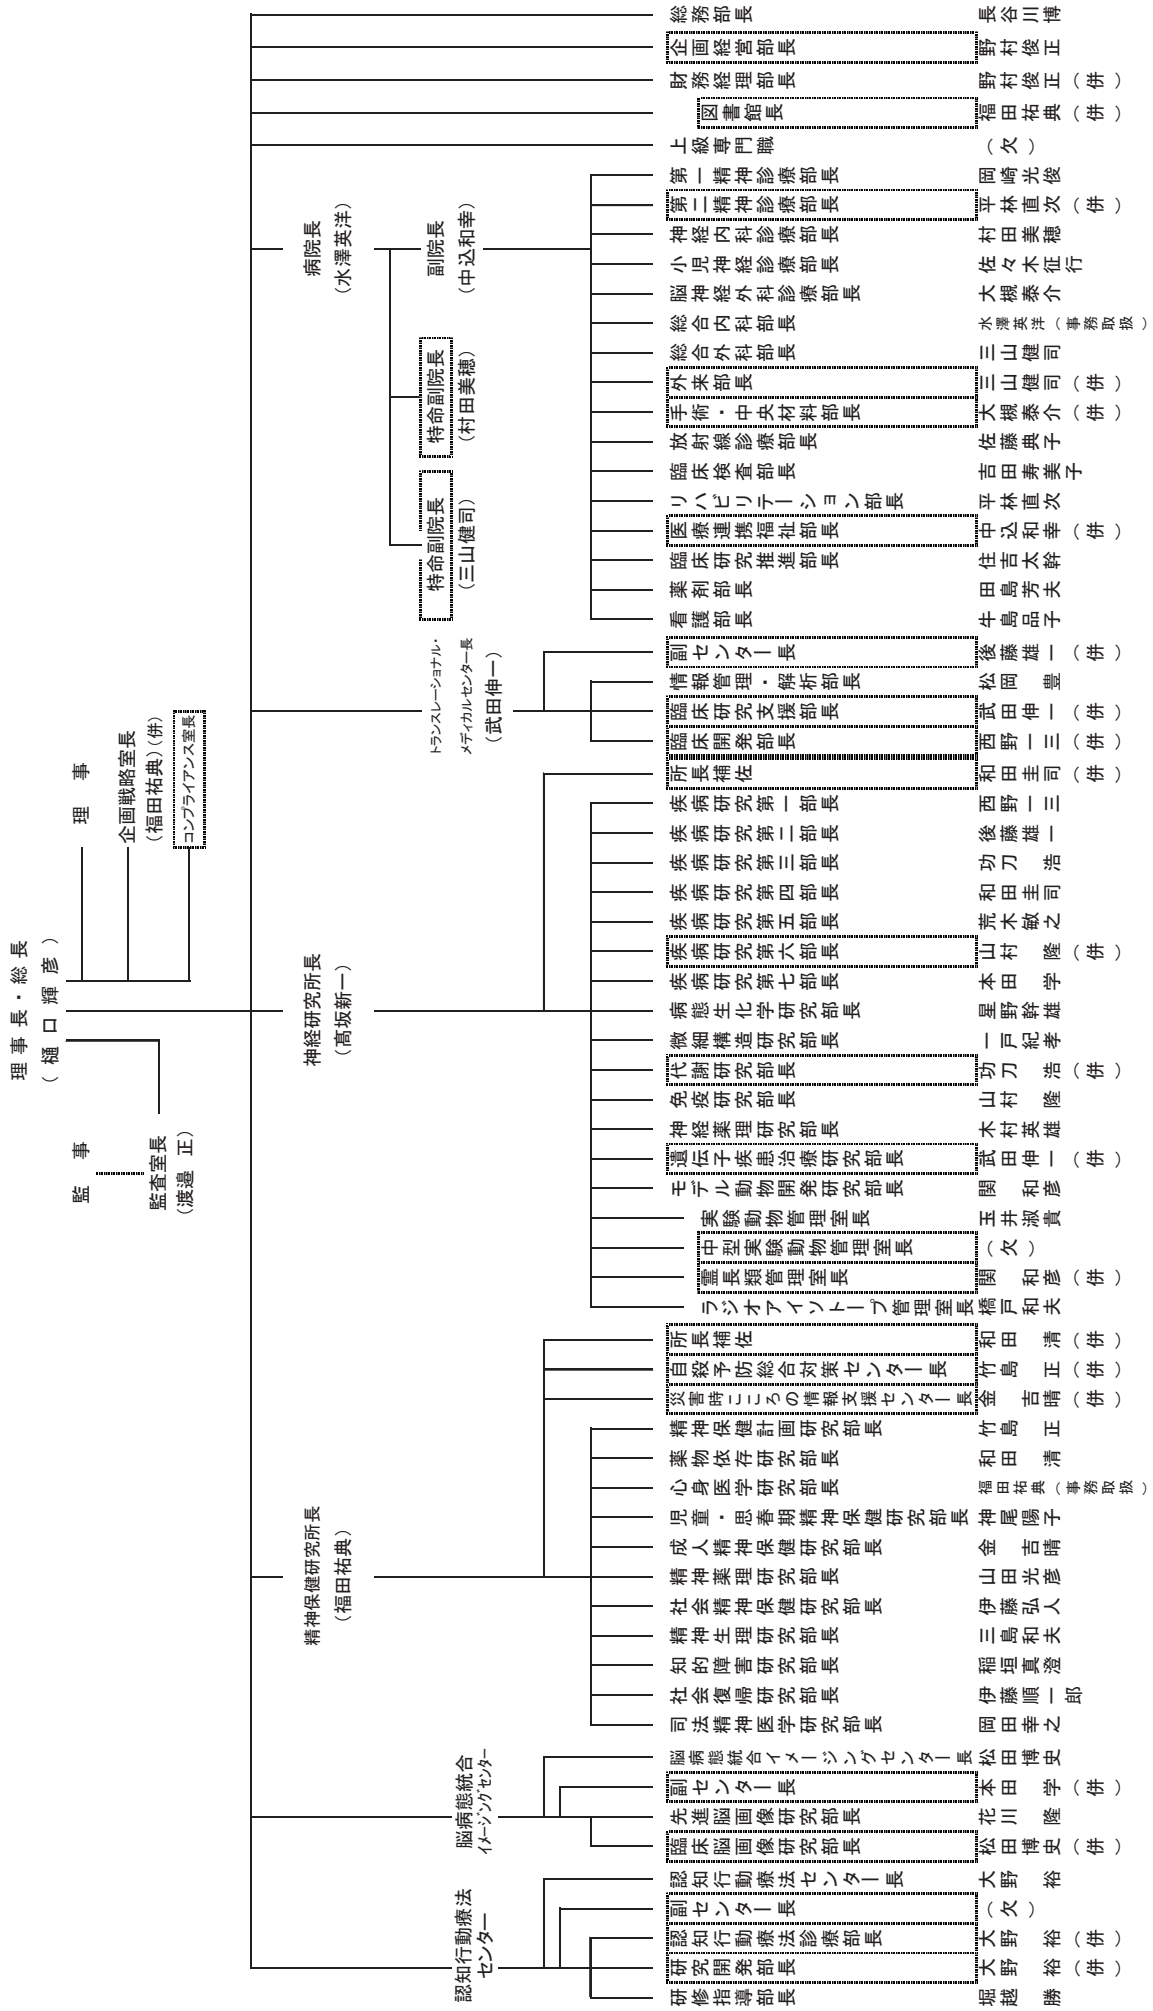 理事長・総長
(樋口輝彦)
監 事
監査室長
(渡邉 正)
理 事
企画戦略室長
(福田祐典)(併)
コンプライアンス室長
総務部長 長谷川博
企画経営部長 野村俊正
財務経理部長 野村俊正(併)
図書館長 福田祐典(併)
上級専門職 (欠)
病院長
(水澤英洋)
副院長
(中込和幸)
特命副院長
(村田美穂)
特命副院長
(三山健司)
第一精神診療部長 岡崎光俊
第二精神診療部長 平林直次(併)
神経内科診療部長 村田美穂
小児神経診療部長 佐々木征行
脳神経外科診療部長 大槻泰介
総合内科部長 水澤英洋(事務取扱)
総合外科部長 三山健司
外来部長 三山健司(併)
手術・中央材料部長 大槻泰介(併)
放射線診療部長 佐藤典子
臨床検査部長 吉田寿美子
リハビリテーション部長 平林直次
医療連携福祉部長 中込和幸(併)
臨床研究推進部長 住吉太幹
薬剤部長 田島芳夫
看護部長 牛島品子
トランスレーショナル・
メディカルセンター長
(武田伸一)
副センター長 後藤雄一(併)
情報管理・解析部長 松岡 豊
臨床研究支援部長 武田伸一(併)
臨床開発部長 西野一三(併)
神経研究所長
(髙坂新一)
所長補佐 和田圭司(併)
疾病研究第一部長 西野一三
疾病研究第二部長 後藤雄一
疾病研究第三部長 功刀 浩
疾病研究第四部長 和田圭司
疾病研究第五部長 荒木敏之
疾病研究第六部長 山村 隆(併)
疾病研究第七部長 本田 学
病態生化学研究部長 星野幹雄
微細構造研究部長 一戸紀孝
代謝研究部長 功刀 浩(併)
免疫研究部長 山村 隆
神経薬理研究部長 木村英雄
遺伝子疾患治療研究部長 武田伸一(併)
モデル動物開発研究部長 関 和彦
実験動物管理室長 玉井淑貴
中型実験動物管理室長 (欠)
霊長類管理室長 関 和彦(併)
ラジオアイソトープ管理室長 橋戸和夫
精神保健研究所長
(福田祐典)
所長補佐 和田 清(併)
自殺予防総合対策センター長 竹島 正(併)
災害時こころの情報支援センター長 金 吉晴(併)
精神保健計画研究部長 竹島 正
薬物依存研究部長 和田 清
心身医学研究部長 福田祐典(事務取扱)
児童・思春期精神保健研究部長 神尾陽子
成人精神保健研究部長 金 吉晴
精神薬理研究部長 山田光彦
社会精神保健研究部長 伊藤弘人
精神生理研究部長 三島和夫
知的障害研究部長 稲垣真澄
社会復帰研究部長 伊藤順一郎
司法精神医学研究部長 岡田幸之
脳病態統合
イメージングセンター
脳病態統合イメージングセンター長 松田博史
副センター長 本田 学(併)
先進脳画像研究部長 花川 隆
臨床脳画像研究部長 松田博史(併)
認知行動療法
センター
認知行動療法センター長 大野 裕
副センター長 (欠)
認知行動療法診療部長 大野 裕(併)
研究開発部長 大野 裕(併)
研修指導部長 堀越 勝